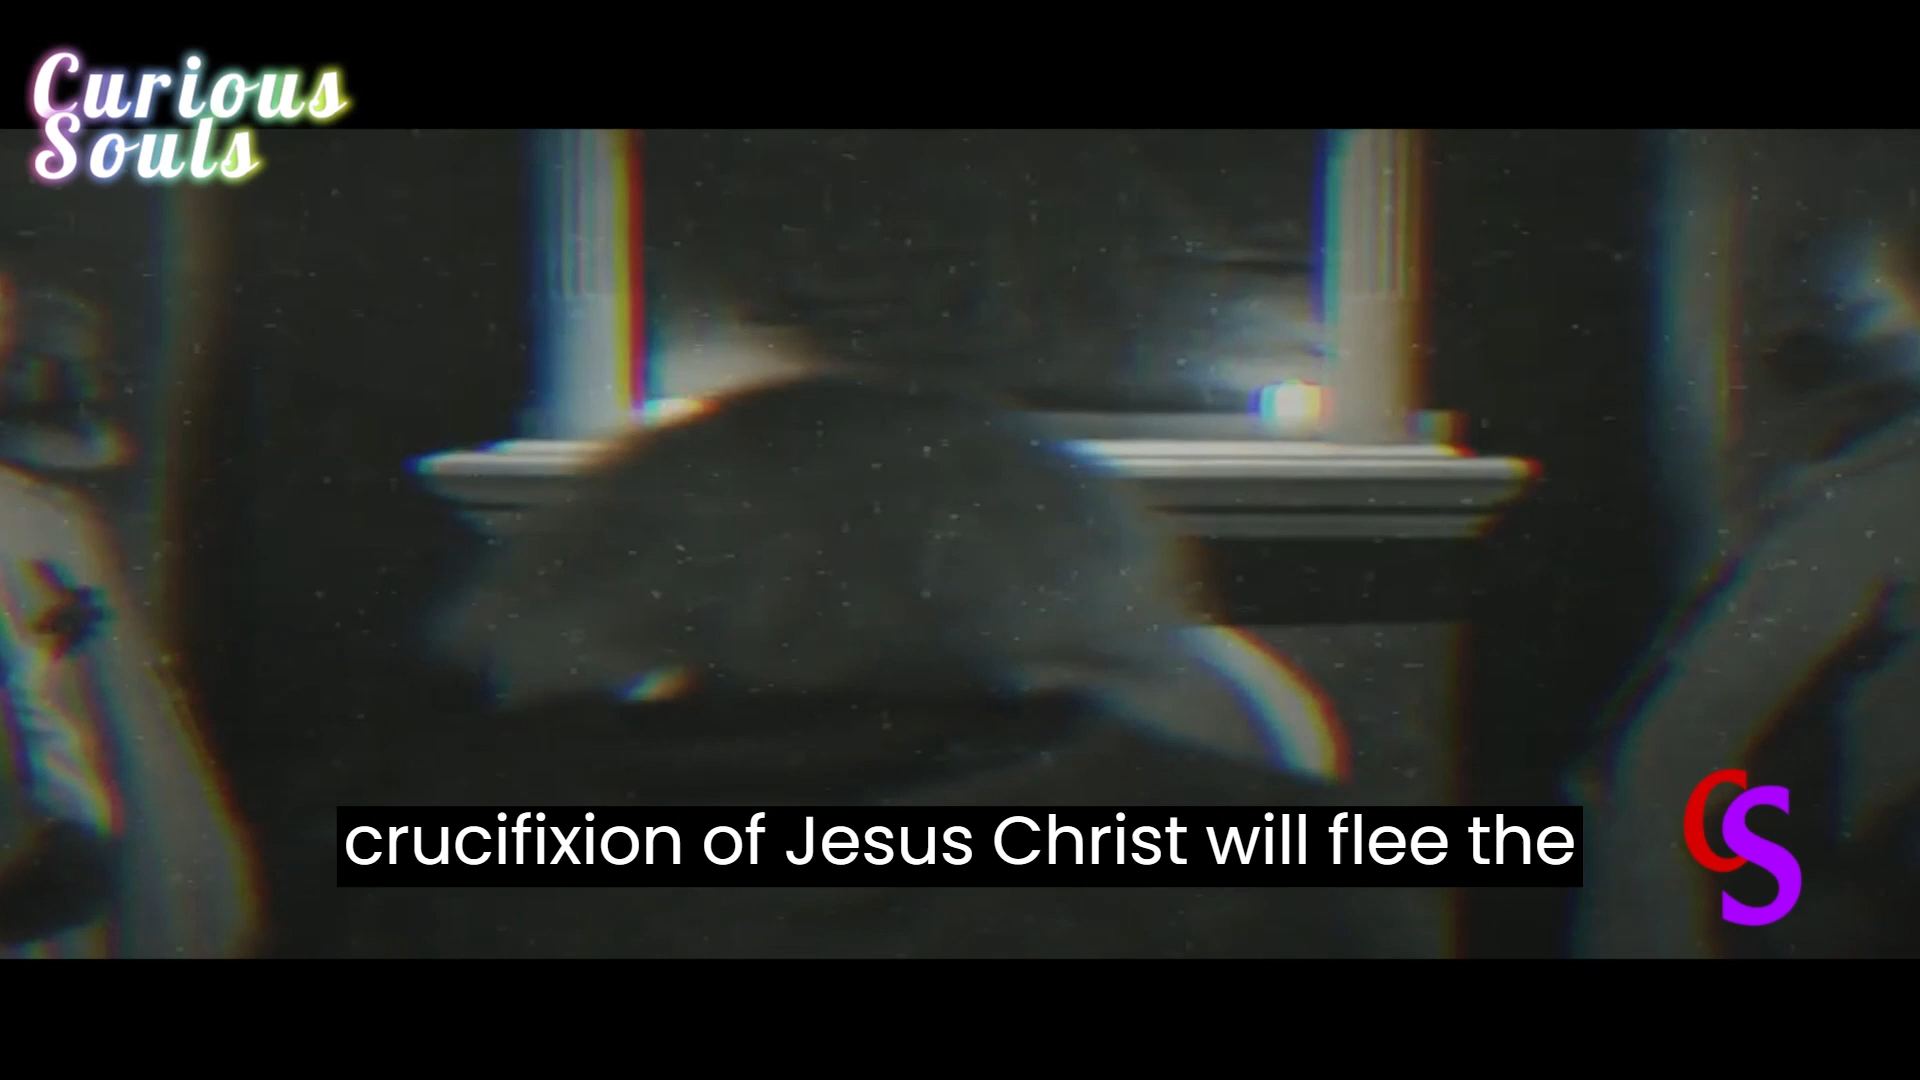 Curious
Souls
crucifixion of Jesus Christ will flee the
CS